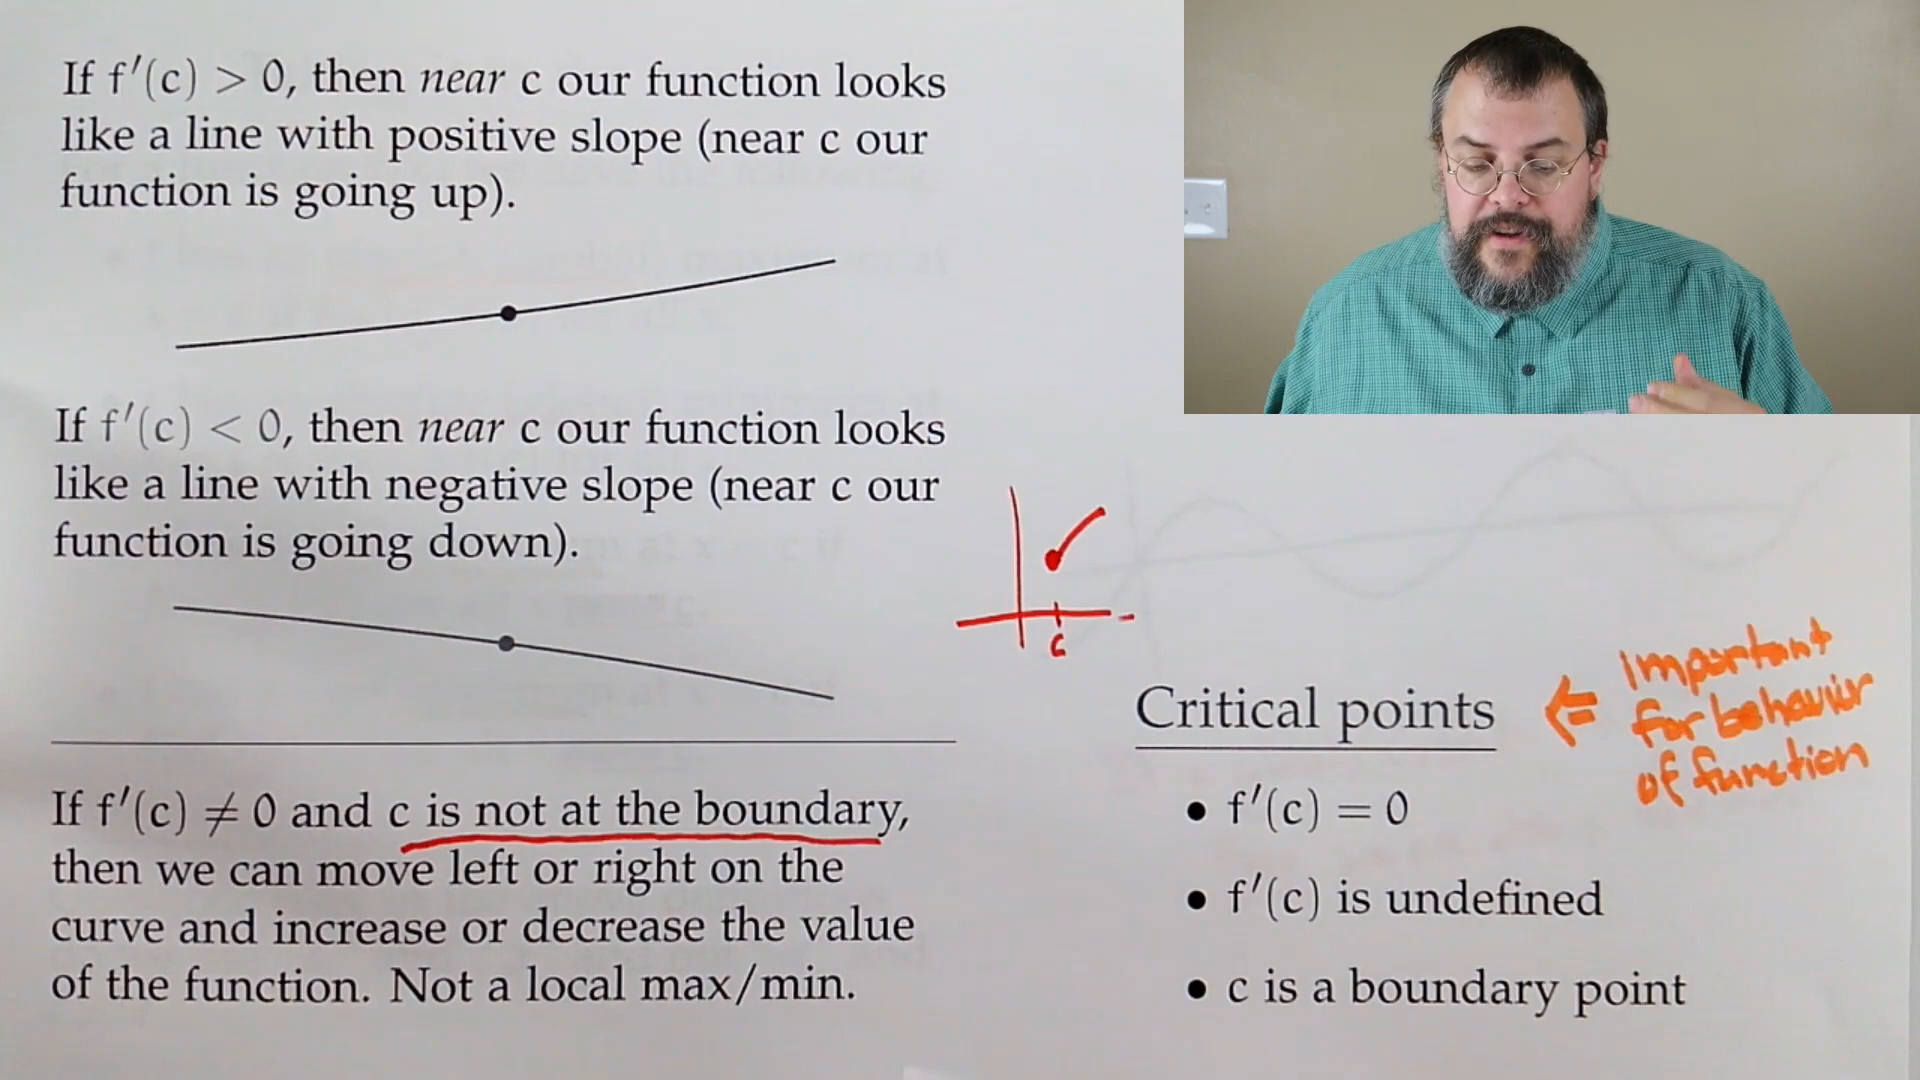 If f′(c) > 0, then near c our function looks
like a line with positive slope (near c our
function is going up).
If f′(c) < 0, then near c our function looks
like a line with negative slope (near c our
function is going down).
If f′(c) ≠ 0 and c is not at the boundary,
then we can move left or right on the
curve and increase or decrease the value
of the function. Not a local max/min.
c
Critical points
• f′(c) = 0
• f′(c) is undefined
• c is a boundary point
⇐ Important
for behavior
of function